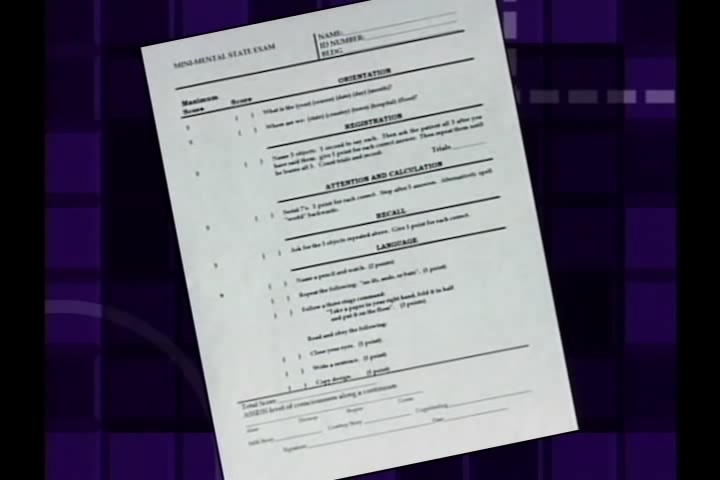 MINI-MENTAL STATE EXAM
NAME:
ID NUMBER:
BLDG:
ORIENTATION
Maximum
Score
Score
( ) What is the (year) (season) (date) (day) (month)?
( ) Where are we: (state) (county) (town) (hospital) (floor)?
REGISTRATION
( ) Name 3 objects: 1 second to say each. Then ask the patient all 3 after you
have said them. give 1 point for each correct answer. Then repeat them until
he learns all 3. Count trials and record.
Trials
ATTENTION AND CALCULATION
( ) Serial 7's. 1 point for each correct. Stop after 5 answers. Alternatively spell
"world" backwards.
RECALL
( ) Ask for the 3 objects repeated above. Give 1 point for each correct.
LANGUAGE
( ) Name a pencil and watch. (2 points)
( ) Repeat the following: "no ifs, ands, or buts". (1 point)
( ) Follow a three-stage command:
"Take a paper in your right hand, fold it in half
and put it on the floor". (3 points)
Read and obey the following:
( ) Close your eyes. (1 point)
( ) Write a sentence. (1 point)
( ) Copy design. (1 point)
Total Score
ASSESS level of consciousness along a continuum
Alert Drowsy Stupor Coma
Date